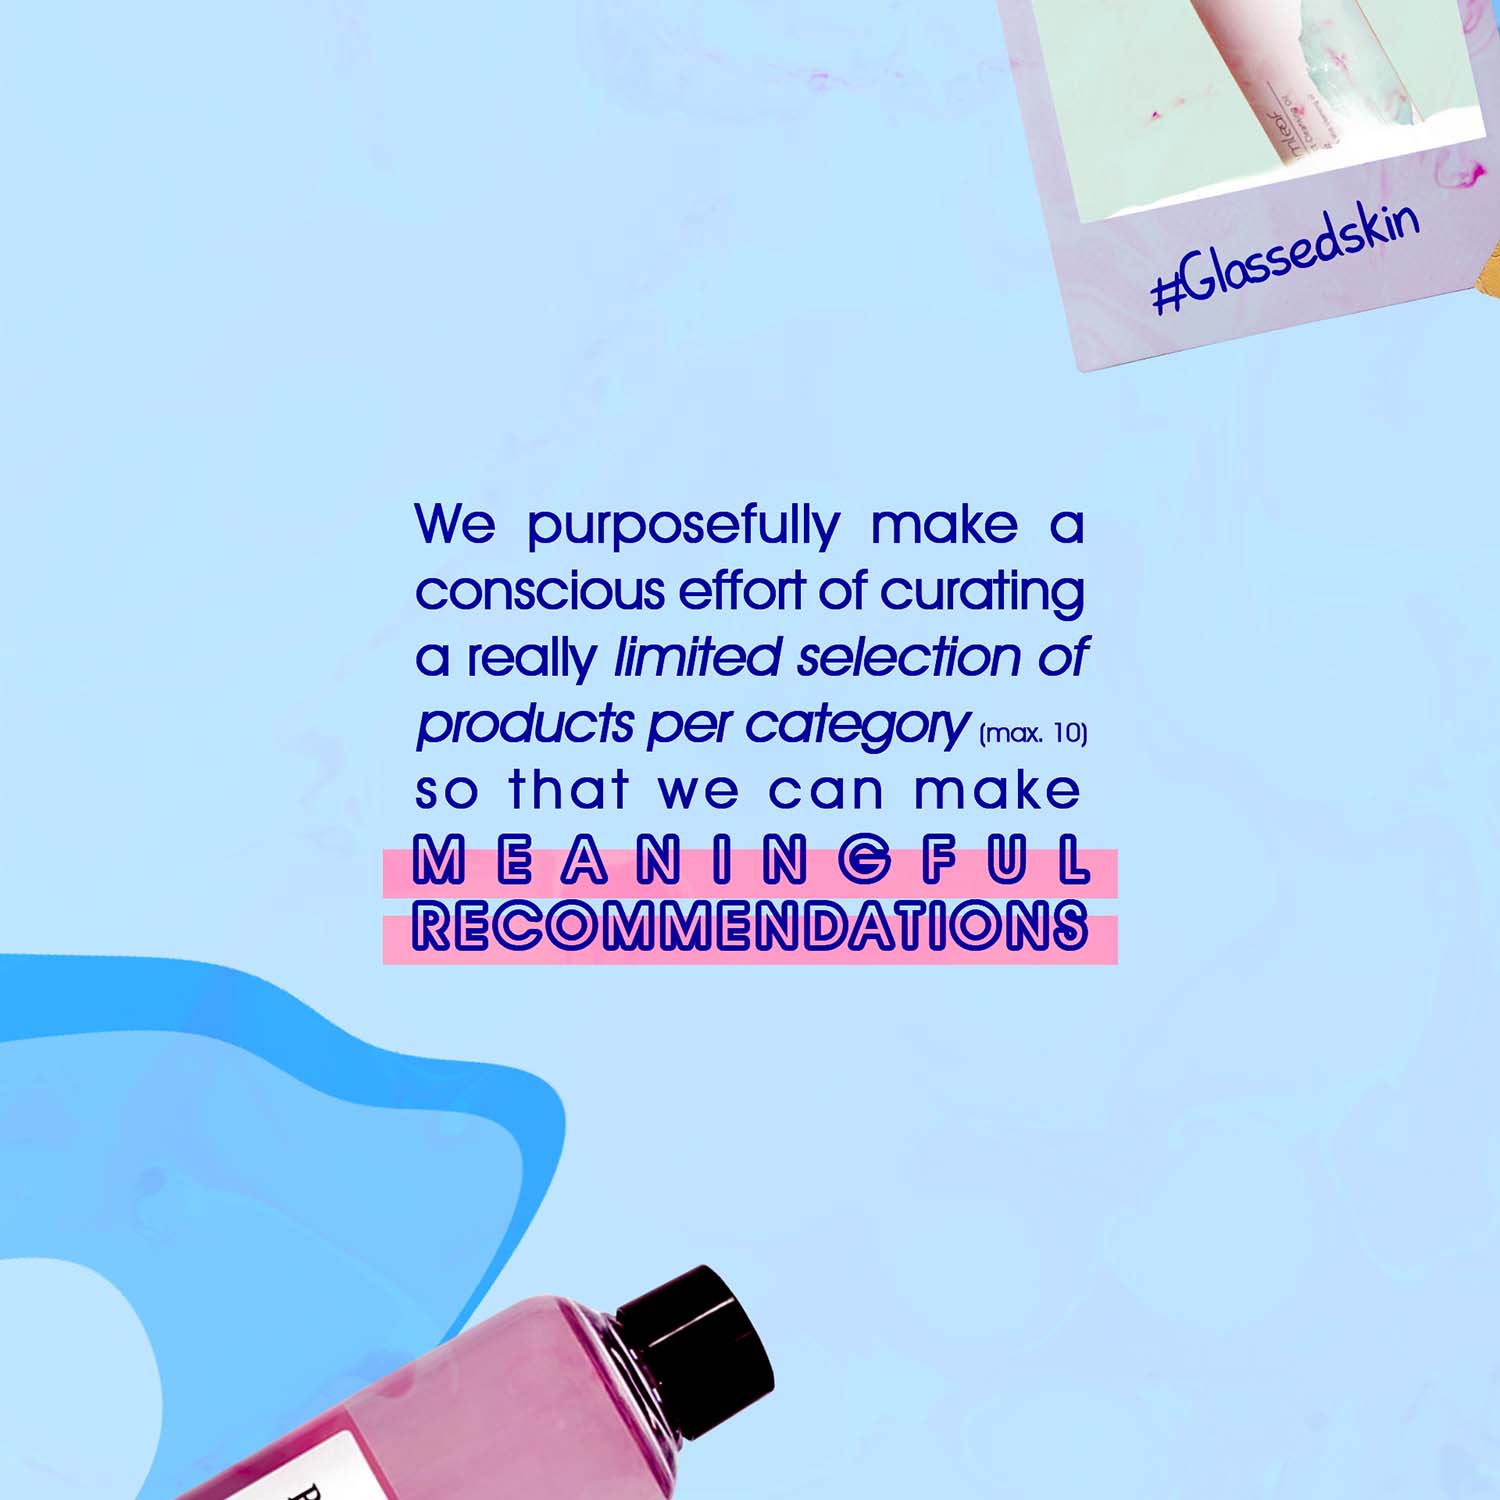 #Glassedskin
We purposefully make a
conscious effort of curating
a really limited selection of
products per category (max. 10)
so that we can make
MEANINGFUL
RECOMMENDATIONS